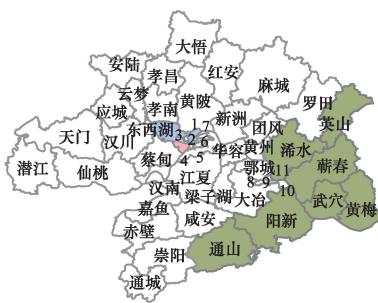 大悟
安陆
孝昌
红安
麻城
云梦
罗田
应城
孝南
黄陂
英山
新洲
天门
东西湖
1
7
团风
3
2
6
浠水
汉川
华容
黄州
潜江
仙桃
蔡甸
4
5
鄂城
11
蕲春
江夏
8
9
汉南
梁子湖
10
武穴
黄梅
嘉鱼
大冶
咸安
阳新
赤壁
崇阳
通山
通城